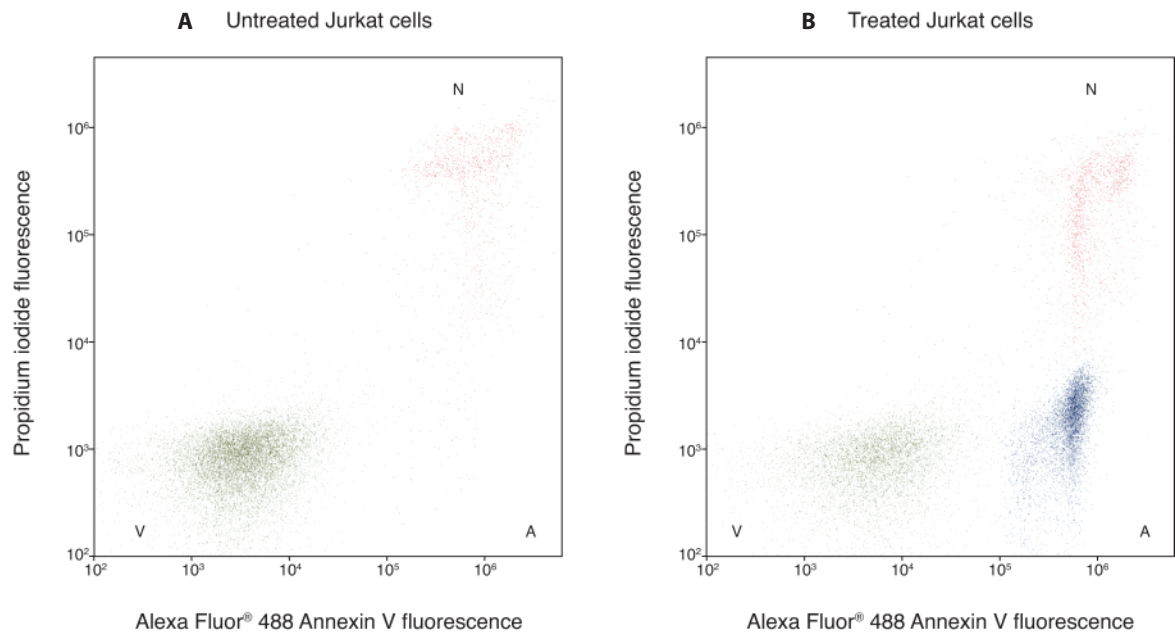 A Untreated Jurkat cells
N
10⁶
10⁵
10⁴
10³
10²
V
A
10² 10³ 10⁴ 10⁵ 10⁶
Propidium iodide fluorescence
Alexa Fluor® 488 Annexin V fluorescence
B Treated Jurkat cells
N
10⁶
10⁵
10⁴
10³
10²
V
A
10² 10³ 10⁴ 10⁵ 10⁶
Propidium iodide fluorescence
Alexa Fluor® 488 Annexin V fluorescence